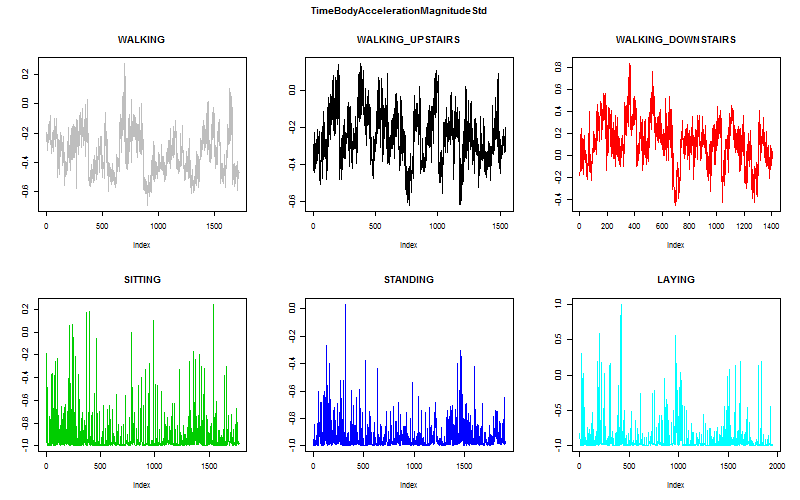 TimeBodyAccelerationMagnitudeStd
WALKING
WALKING_UPSTAIRS
WALKING_DOWNSTAIRS
0.2
0.0
-0.2
-0.4
-0.6
0 500 1000 1500
Index
0.0
-0.2
-0.4
-0.6
0 500 1000 1500
Index
0.8
0.6
0.4
0.2
0.0
-0.2
-0.4
0 200 400 600 800 1000 1200 1400
Index
SITTING
STANDING
LAYING
0.2
0.0
-0.2
-0.4
-0.6
-0.8
-1.0
0 500 1000 1500
Index
0.0
-0.2
-0.4
-0.6
-0.8
-1.0
0 500 1000 1500
Index
1.0
0.5
0.0
-0.5
-1.0
0 500 1000 1500 2000
Index